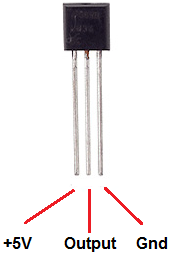 +5V Output Gnd